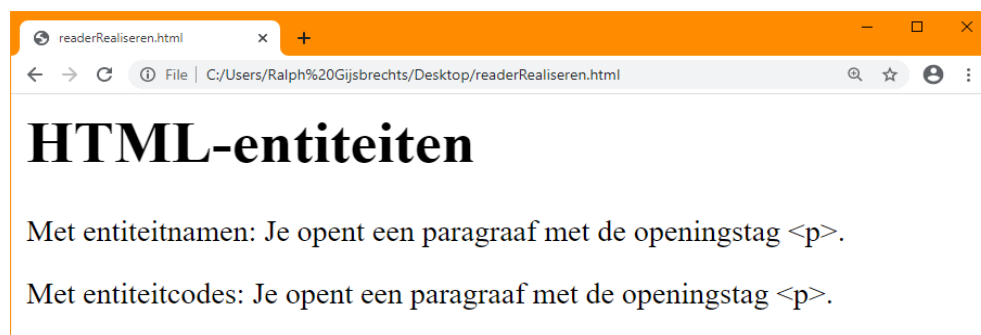 readerRealiseren.html
File | C:/Users/Ralph%20Gijsbrechts/Desktop/readerRealiseren.html
HTML-entiteiten
Met entiteitnamen: Je opent een paragraaf met de openingstag <p>.
Met entiteitcodes: Je opent een paragraaf met de openingstag <p>.